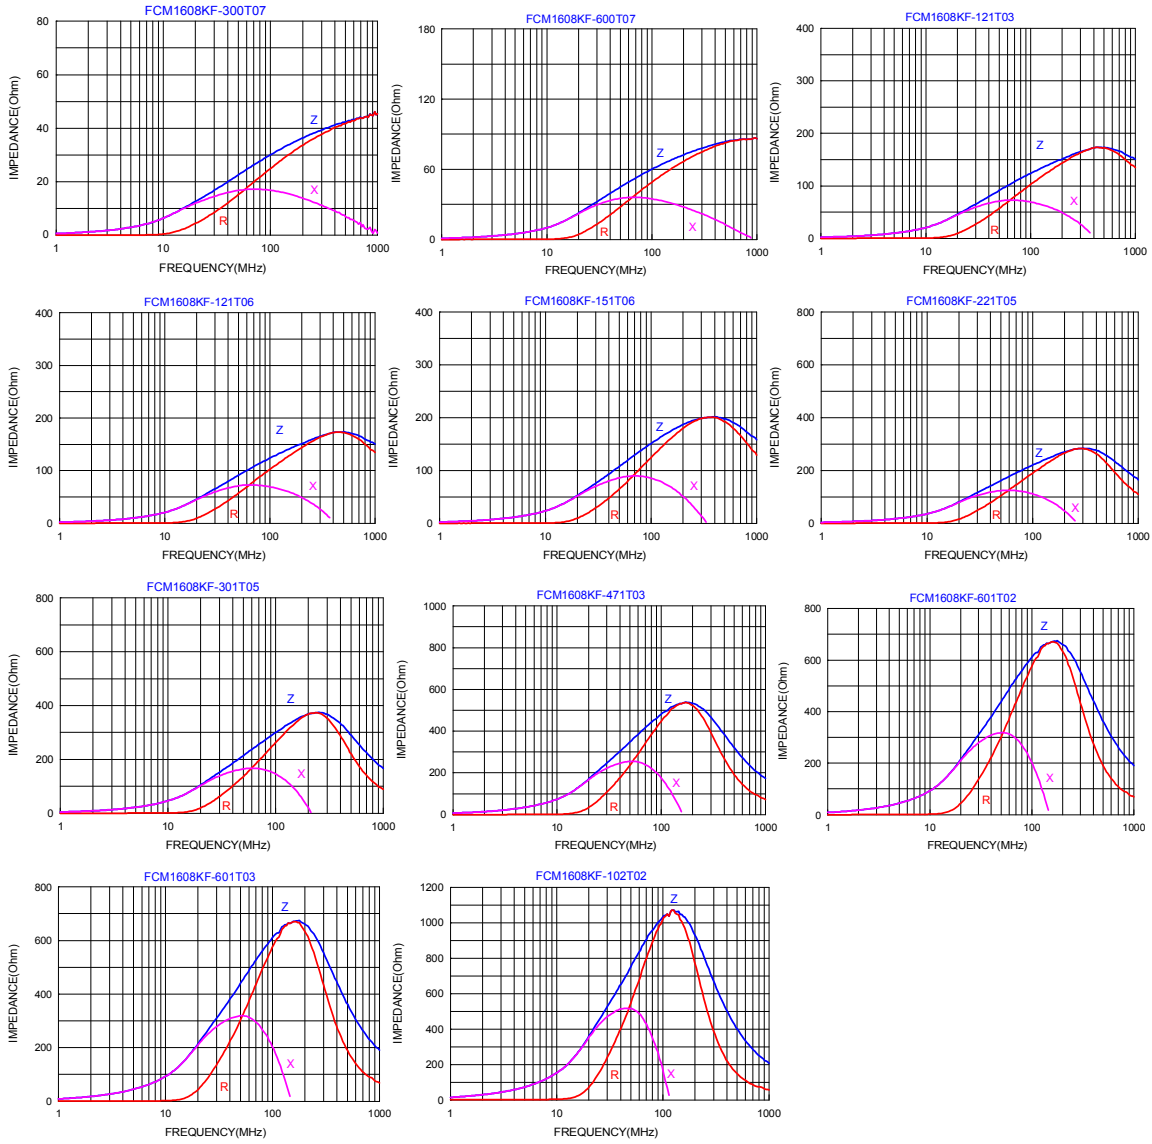 FCM1608KF-300T07
80
60
40
20
0
IMPEDANCE(Ohm)
Z
X
R
1
10
100
1000
FREQUENCY(MHz)
FCM1608KF-600T07
180
120
60
0
IMPEDANCE(Ohm)
Z
X
R
1
10
100
1000
FREQUENCY(MHz)
FCM1608KF-121T03
400
300
200
100
0
IMPEDANCE(Ohm)
Z
X
R
1
10
100
1000
FREQUENCY(MHz)
FCM1608KF-121T06
400
300
200
100
0
IMPEDANCE(Ohm)
Z
X
R
1
10
100
1000
FREQUENCY(MHz)
FCM1608KF-151T06
400
300
200
100
0
IMPEDANCE(Ohm)
Z
X
R
1
10
100
1000
FREQUENCY(MHz)
FCM1608KF-221T05
800
600
400
200
0
IMPEDANCE(Ohm)
Z
X
R
1
10
100
1000
FREQUENCY(MHz)
FCM1608KF-301T05
800
600
400
200
0
IMPEDANCE(Ohm)
Z
X
R
1
10
100
1000
FREQUENCY(MHz)
FCM1608KF-471T03
1000
800
600
400
200
0
IMPEDANCE(Ohm)
Z
X
R
1
10
100
1000
FREQUENCY(MHz)
FCM1608KF-601T02
800
600
400
200
0
IMPEDANCE(Ohm)
Z
X
R
1
10
100
1000
FREQUENCY(MHz)
FCM1608KF-601T03
800
600
400
200
0
IMPEDANCE(Ohm)
Z
X
R
1
10
100
1000
FREQUENCY(MHz)
FCM1608KF-102T02
1200
1000
800
600
400
200
0
IMPEDANCE(Ohm)
Z
X
R
1
10
100
1000
FREQUENCY(MHz)